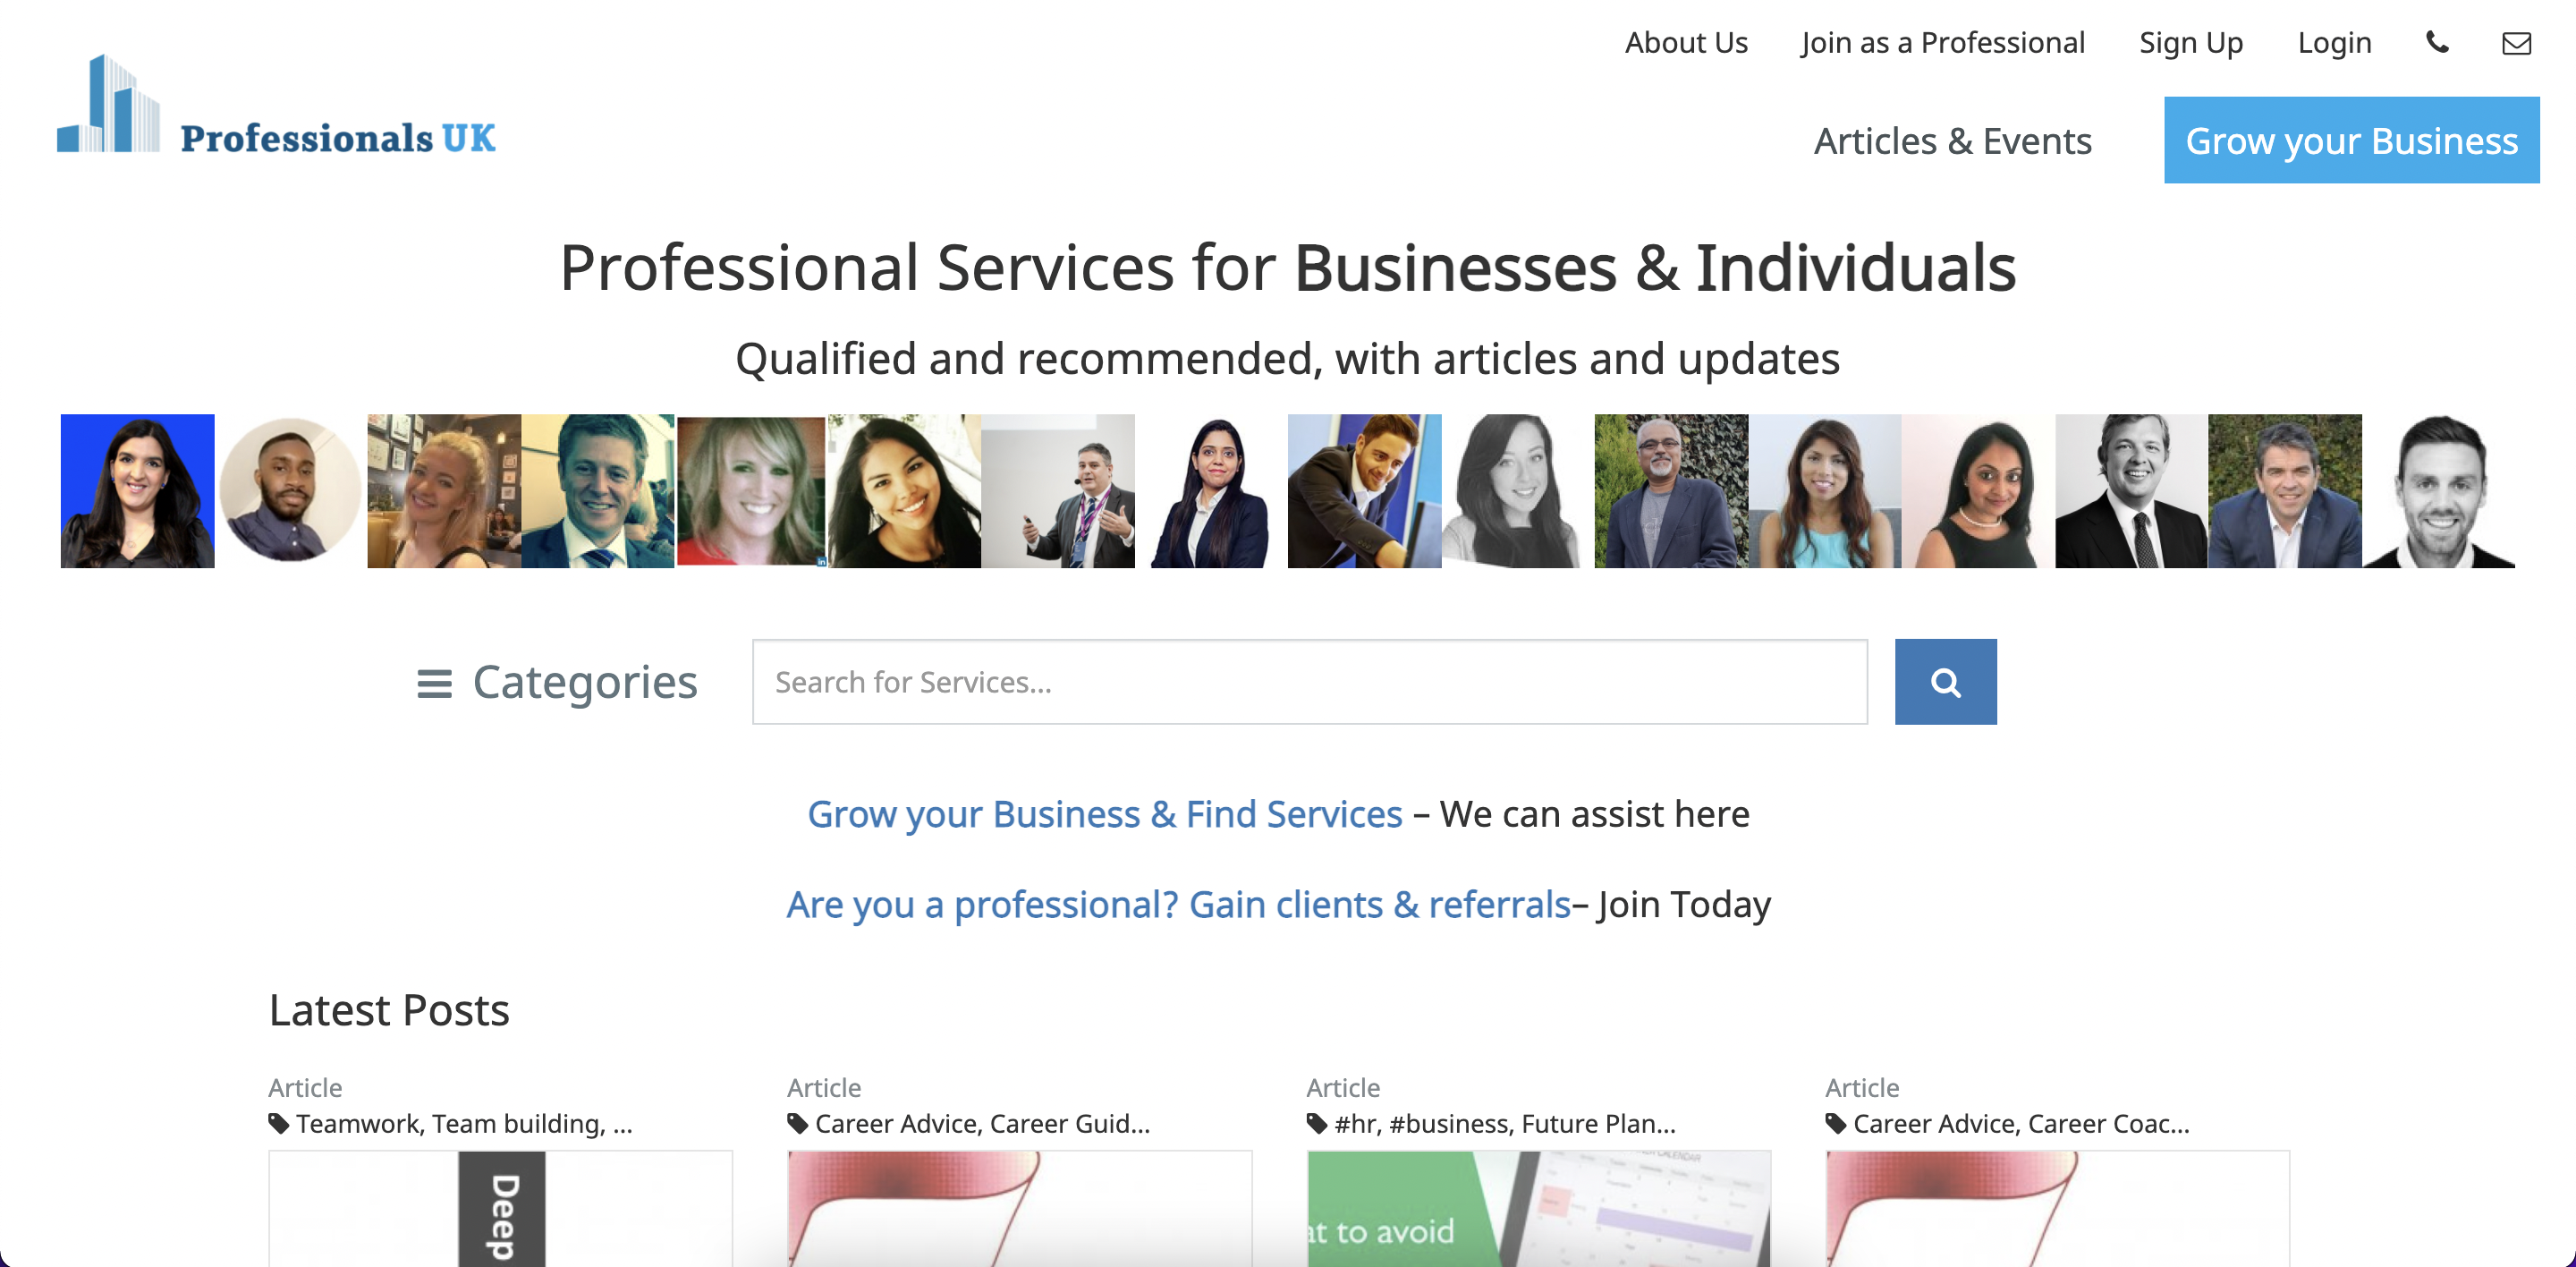 About Us Join as a Professional Sign Up Login
Professionals UK
Articles & Events Grow your Business
Professional Services for Businesses & Individuals
Qualified and recommended, with articles and updates
in
Categories Search for Services...
Grow your Business & Find Services – We can assist here
Are you a professional? Gain clients & referrals– Join Today
Latest Posts
Article Article Article Article
Teamwork, Team building, ... Career Advice, Career Guid... #hr, #business, Future Plan... Career Advice, Career Coac...
Deep
CALENDAR
at to avoid